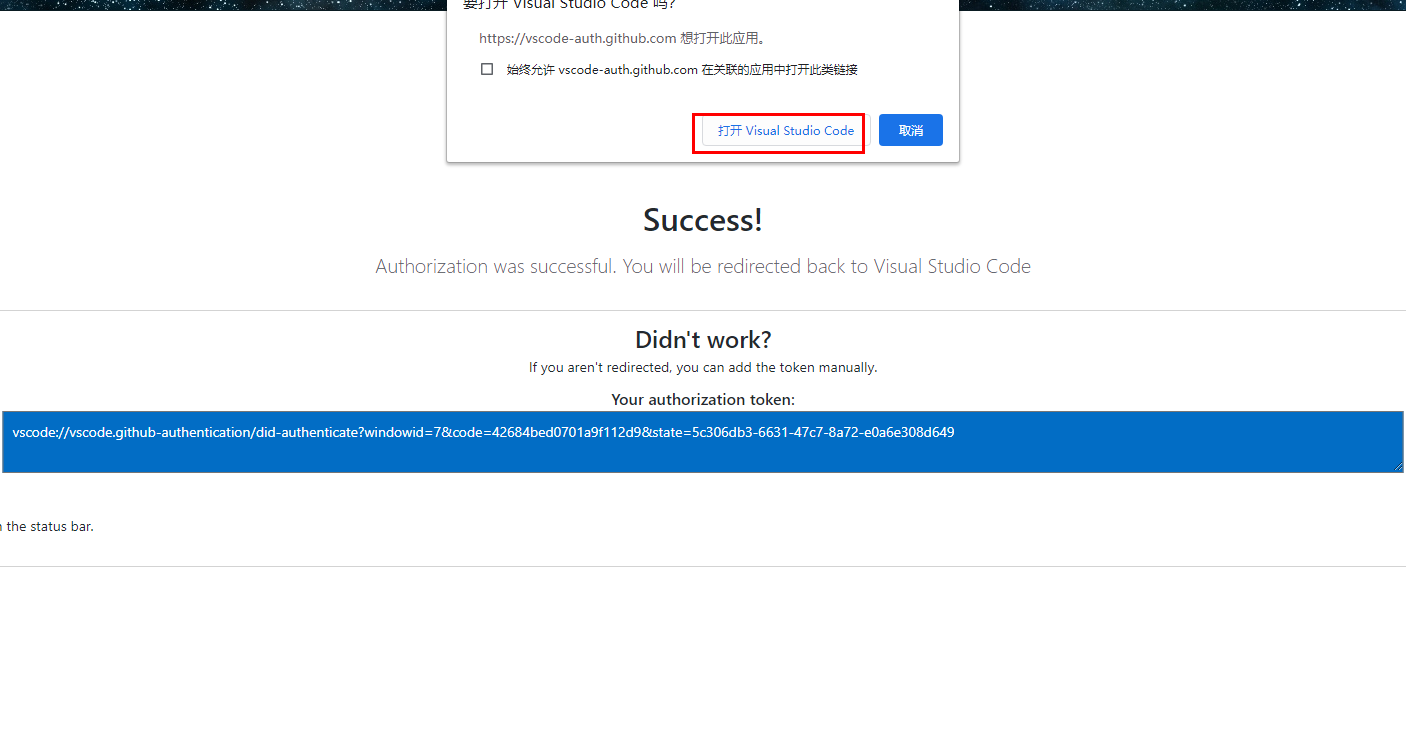 要打开 Visual Studio Code 吗?
https://vscode-auth.github.com 想打开此应用。
始终允许 vscode-auth.github.com 在关联的应用中打开此类链接
打开 Visual Studio Code
取消
Success!
Authorization was successful. You will be redirected back to Visual Studio Code
Didn't work?
If you aren't redirected, you can add the token manually.
Your authorization token:
vscode://vscode.github-authentication/did-authenticate?windowid=7&code=42684bed0701a9f112d9&state=5c306db3-6631-47c7-8a72-e0a6e308d649
the status bar.